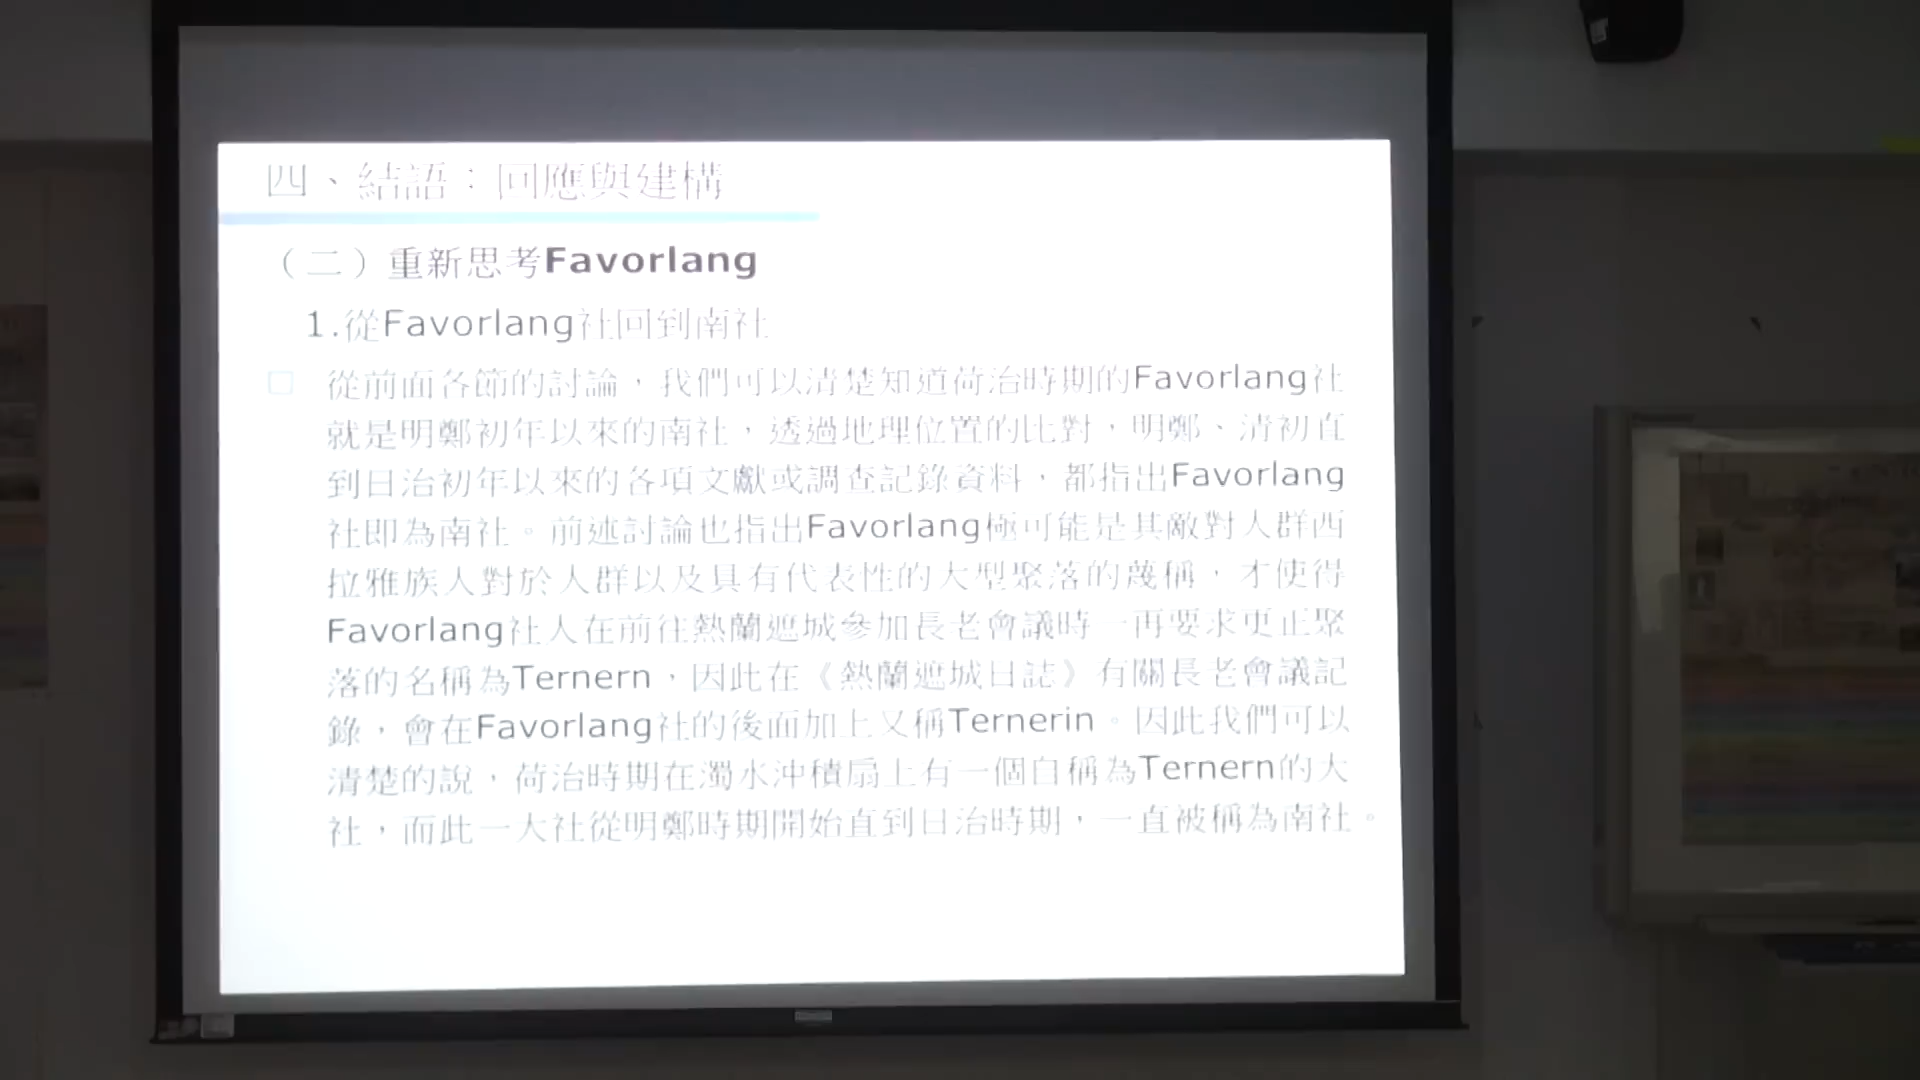 四、結語：回應與建構
（二）重新思考Favorlang
1.從Favorlang社回到南社
從前面各節的討論，我們可以清楚知道荷治時期的Favorlang社
就是明鄭初年以來的南社，透過地理位置的比對，明鄭、清初直
到日治初年以來的各項文獻或調查記錄資料，都指出Favorlang
社即為南社。前述討論也指出Favorlang極可能是其敵對人群西
拉雅族人對於人群以及具有代表性的大型聚落的蔑稱，才使得
Favorlang社人在前往熱蘭遮城參加長老會議時一再要求更正聚
落的名稱為Ternern，因此在《熱蘭遮城日誌》有關長老會議記
錄，會在Favorlang社的後面加上又稱Ternerin。因此我們可以
清楚的說，荷治時期在濁水沖積扇上有一個自稱為Ternern的大
社，而此一大社從明鄭時期開始直到日治時期，一直被稱為南社。